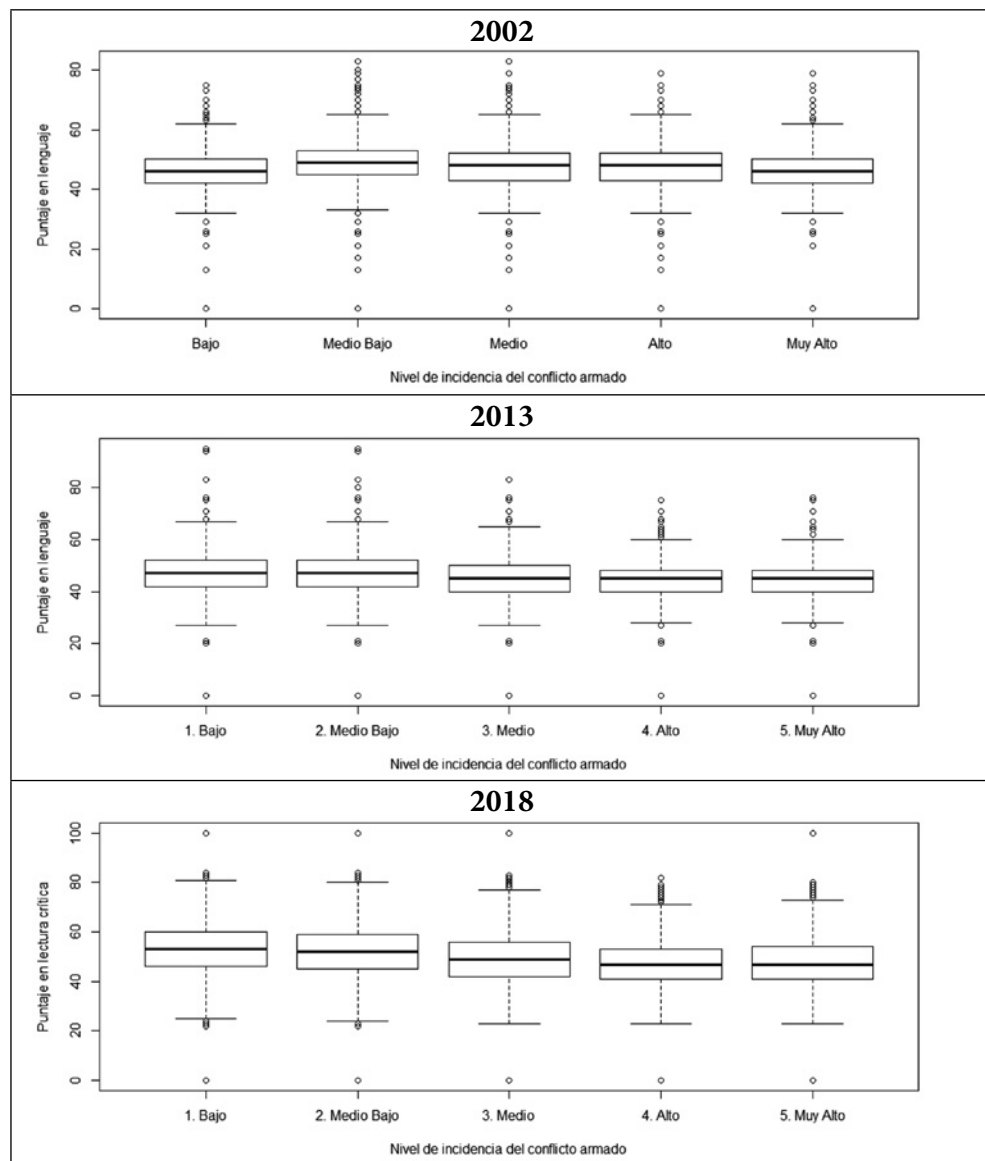 2002
Puntaje en lenguaje
80
60
40
20
0
Bajo Medio Bajo Medio Alto Muy Alto
Nivel de incidencia del conflicto armado
2013
Puntaje en lenguaje
80
60
40
20
0
1. Bajo 2. Medio Bajo 3. Medio 4. Alto 5. Muy Alto
Nivel de incidencia del conflicto armado
2018
Puntaje en lectura crítica
100
80
60
40
20
0
1. Bajo 2. Medio Bajo 3. Medio 4. Alto 5. Muy Alto
Nivel de incidencia del conflicto armado